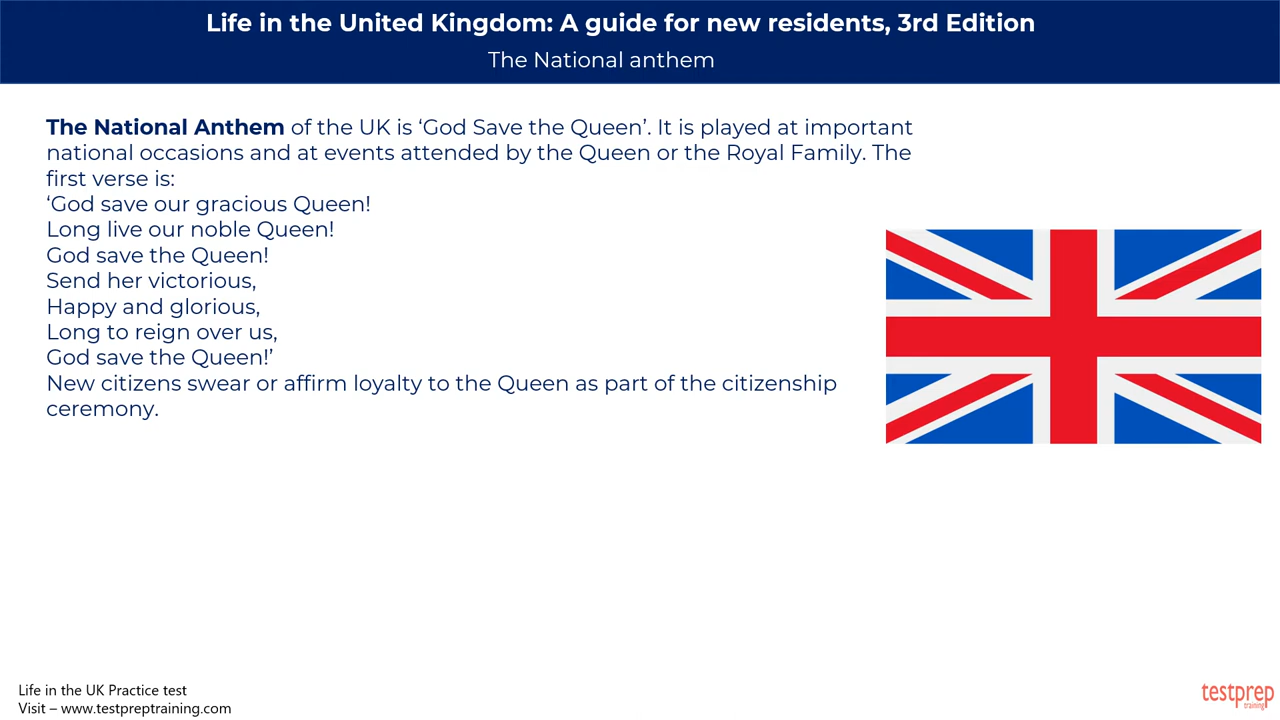 Life in the United Kingdom: A guide for new residents, 3rd Edition
The National anthem
The National Anthem of the UK is ‘God Save the Queen’. It is played at important
national occasions and at events attended by the Queen or the Royal Family. The
first verse is:
‘God save our gracious Queen!
Long live our noble Queen!
God save the Queen!
Send her victorious,
Happy and glorious,
Long to reign over us,
God save the Queen!’
New citizens swear or affirm loyalty to the Queen as part of the citizenship
ceremony.
Life in the UK Practice test
Visit – www.testpreptraining.com
testprep
training